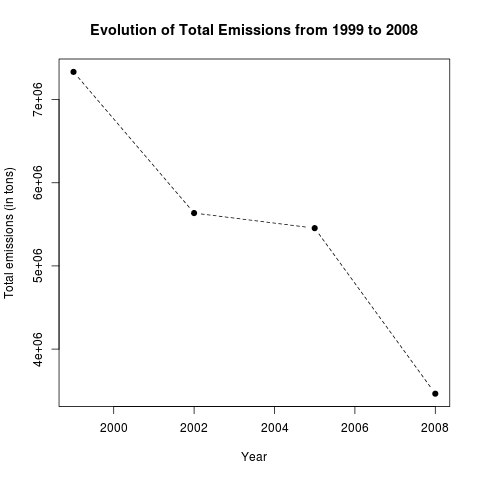 Evolution of Total Emissions from 1999 to 2008
7e+06
6e+06
5e+06
4e+06
Total emissions (in tons)
2000 2002 2004 2006 2008
Year